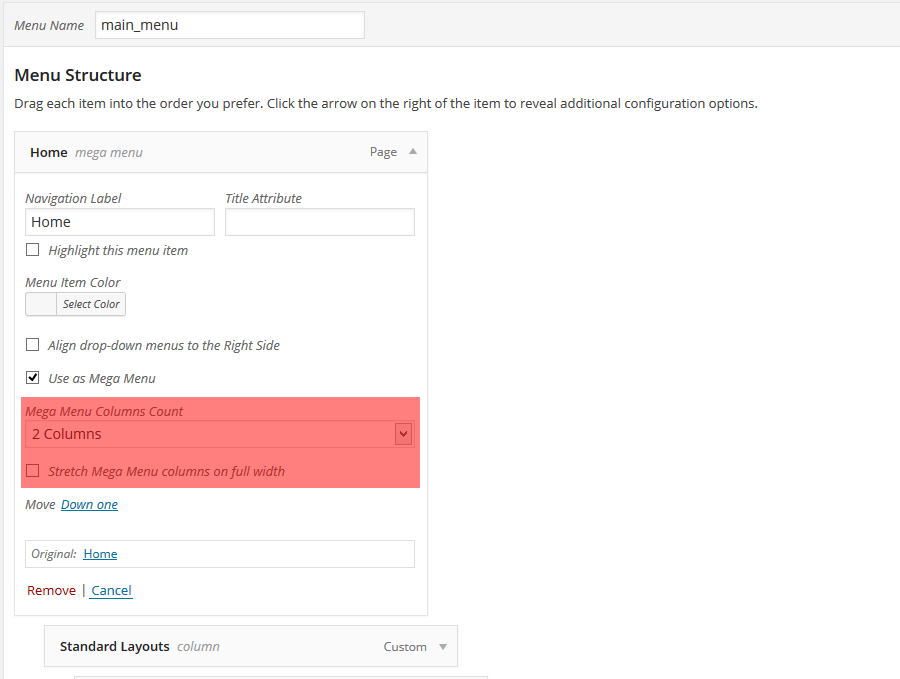 Menu Name main_menu
Menu Structure
Drag each item into the order you prefer. Click the arrow on the right of the item to reveal additional configuration options.
Home mega menu Page
Navigation Label Title Attribute
Home
Highlight this menu item
Menu Item Color
Select Color
Align drop-down menus to the Right Side
Use as Mega Menu
Mega Menu Columns Count
2 Columns
Stretch Mega Menu columns on full width
Move Down one
Original: Home
Remove | Cancel
Standard Layouts column Custom